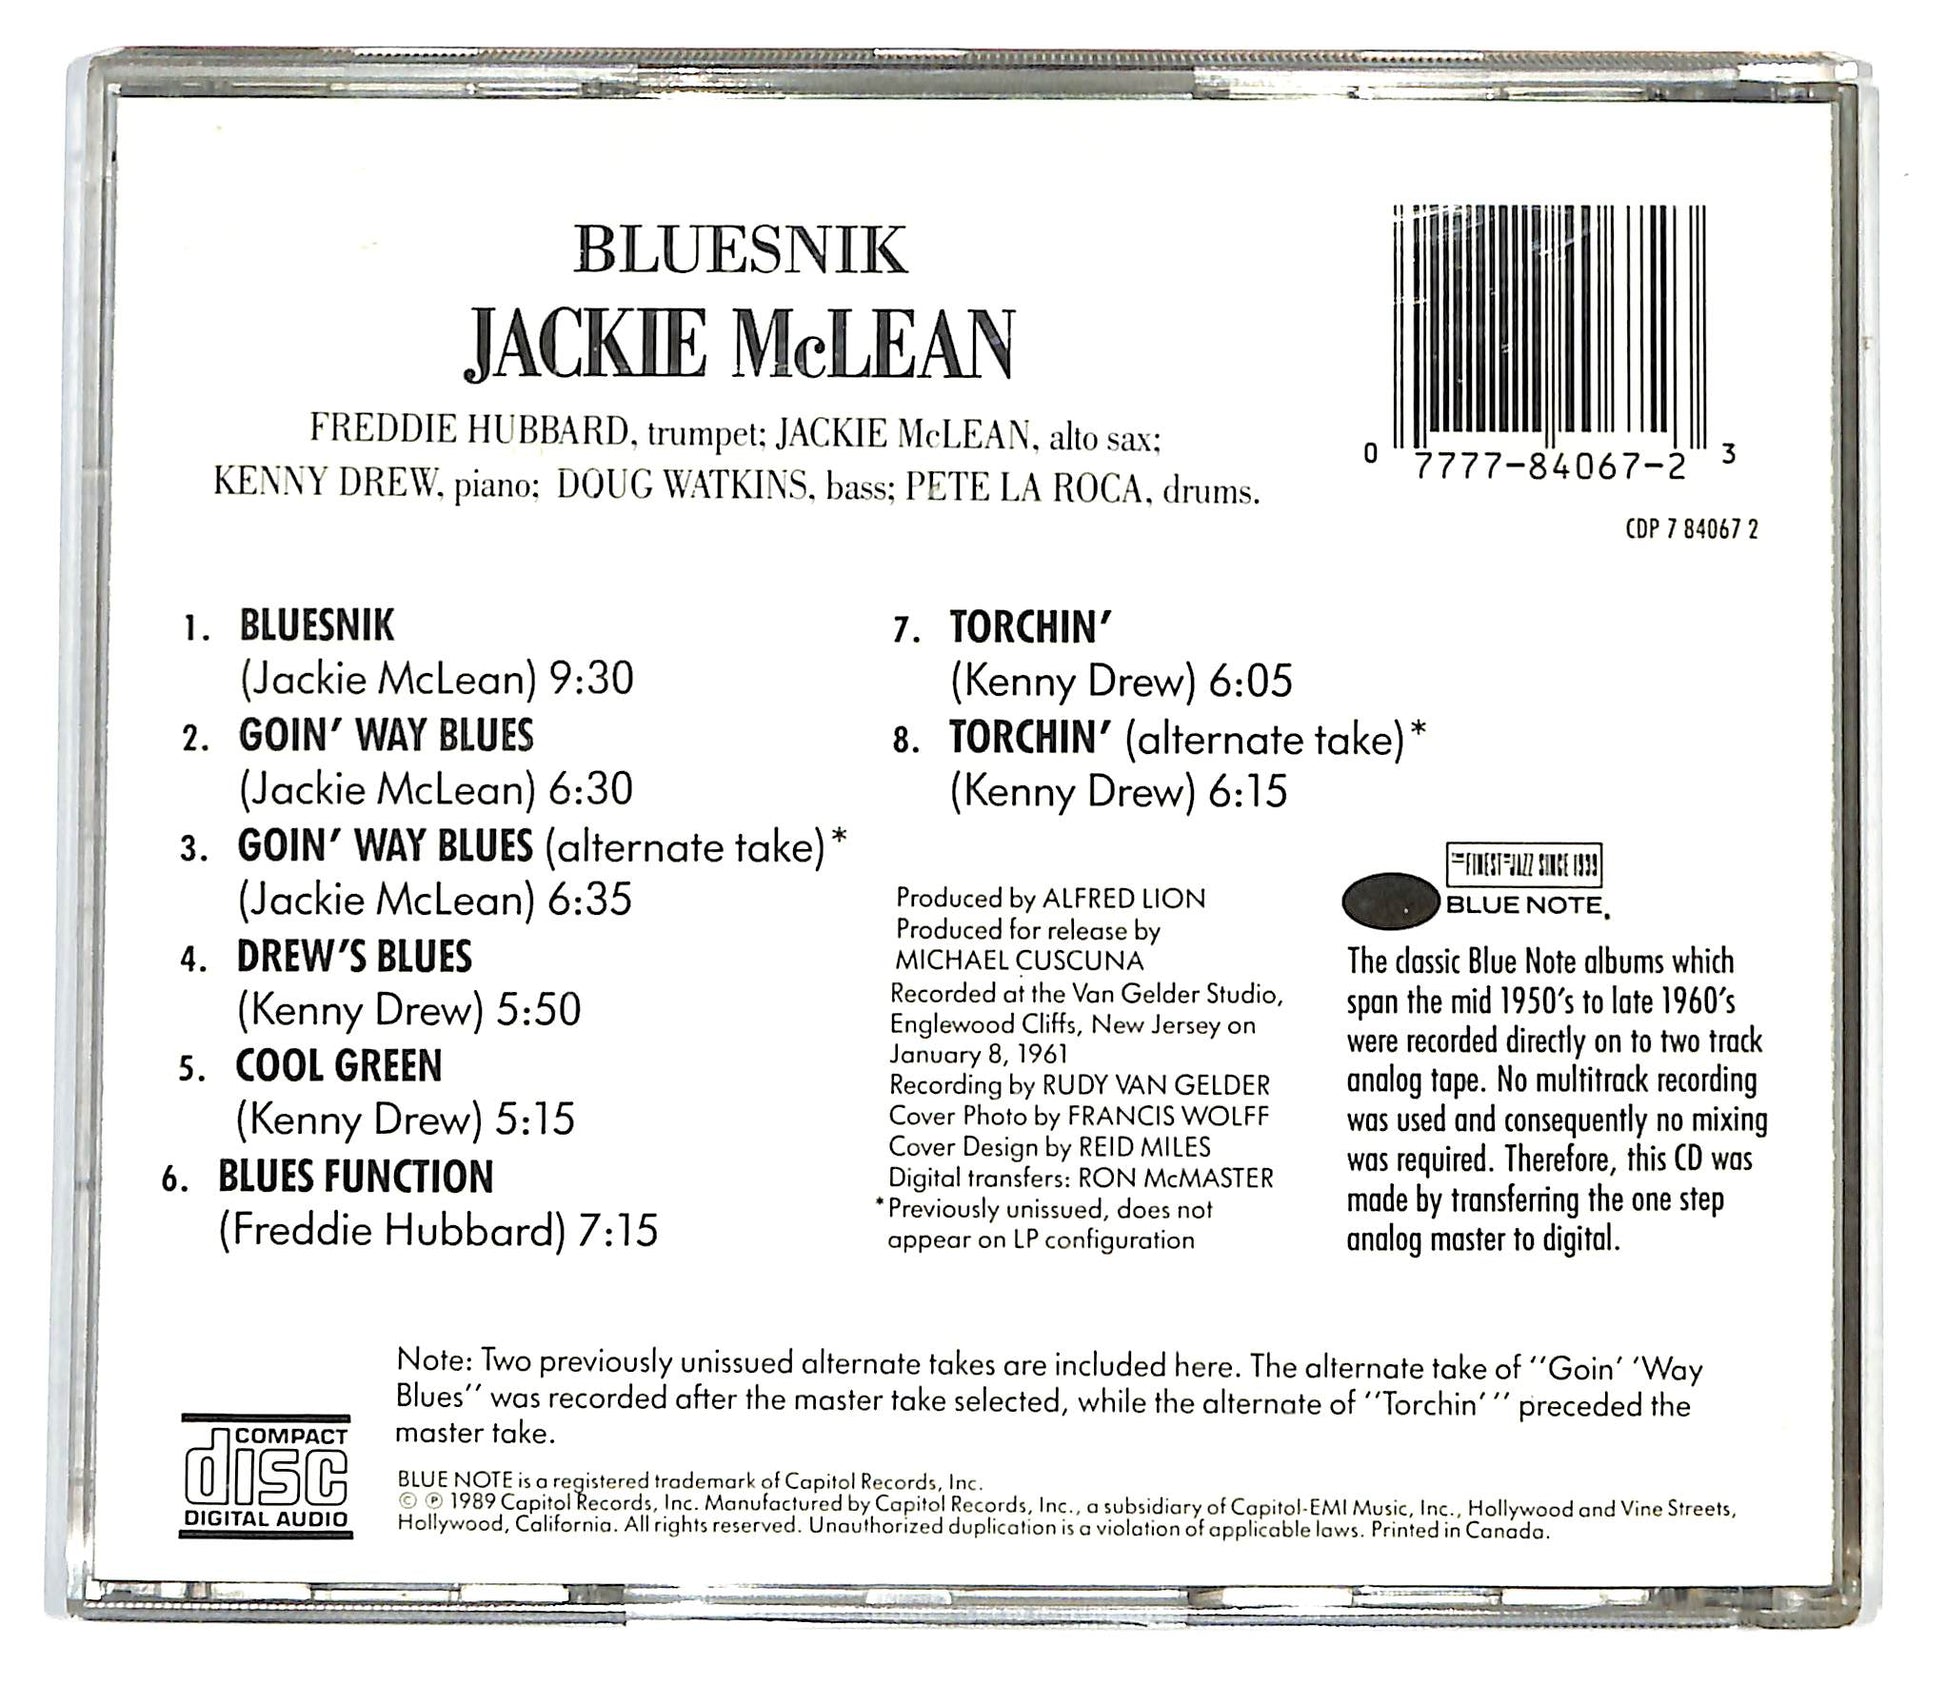 BLUESNIK
JACKIE McLEAN
FREDDIE HUBBARD, trumpet; JACKIE McLEAN, alto sax;
KENNY DREW, piano; DOUG WATKINS, bass; PETE LA ROCA, drums.
0 7777-84067-2 3
CDP 7 84067 2
1. BLUESNIK
(Jackie McLean) 9:30
2. GOIN' WAY BLUES
(Jackie McLean) 6:30
3. GOIN' WAY BLUES (alternate take)*
(Jackie McLean) 6:35
4. DREW'S BLUES
(Kenny Drew) 5:50
5. COOL GREEN
(Kenny Drew) 5:15
6. BLUES FUNCTION
(Freddie Hubbard) 7:15
7. TORCHIN'
(Kenny Drew) 6:05
8. TORCHIN' (alternate take)*
(Kenny Drew) 6:15
Produced by ALFRED LION
Produced for release by
MICHAEL CUSCUNA
Recorded at the Van Gelder Studio,
Englewood Cliffs, New Jersey on
January 8, 1961
Recording by RUDY VAN GELDER
Cover Photo by FRANCIS WOLFF
Cover Design by REID MILES
Digital transfers: RON McMASTER
*Previously unissued, does not
appear on LP configuration
THE FINEST IN JAZZ SINCE 1939
BLUE NOTE.
The classic Blue Note albums which
span the mid 1950's to late 1960's
were recorded directly on to two track
analog tape. No multitrack recording
was used and consequently no mixing
was required. Therefore, this CD was
made by transferring the one step
analog master to digital.
Note: Two previously unissued alternate takes are included here. The alternate take of ''Goin' 'Way
Blues'' was recorded after the master take selected, while the alternate of ''Torchin' '' preceded the
master take.
COMPACT
disc
DIGITAL AUDIO
BLUE NOTE is a registered trademark of Capitol Records, Inc.
© ℗ 1989 Capitol Records, Inc. Manufactured by Capitol Records, Inc., a subsidiary of Capitol-EMI Music, Inc., Hollywood and Vine Streets,
Hollywood, California. All rights reserved. Unauthorized duplication is a violation of applicable laws. Printed in Canada.